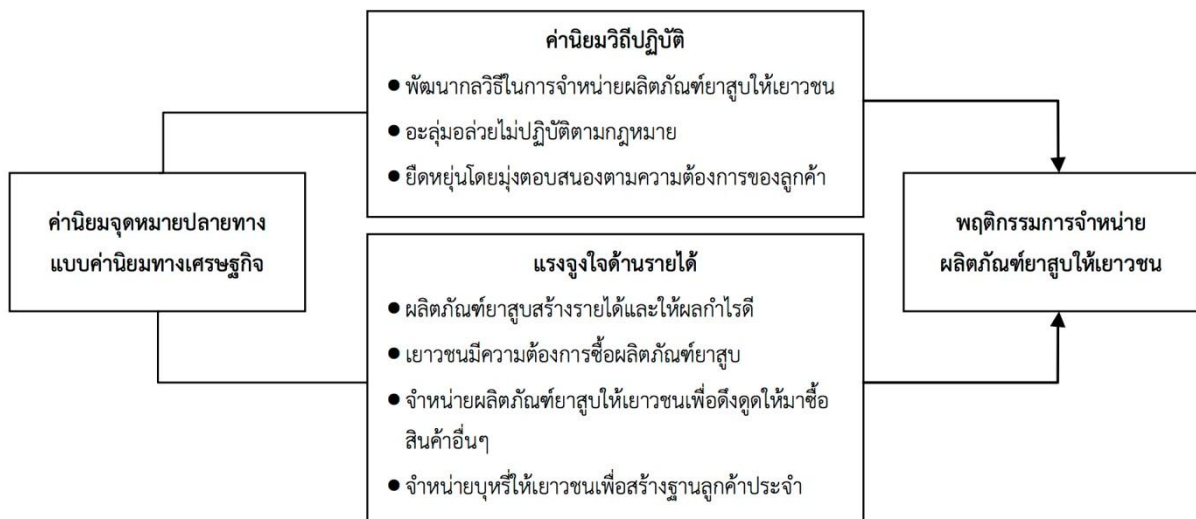 ค่านิยมวิถีปฏิบัติ
● พัฒนากลวิธีในการจำหน่ายผลิตภัณฑ์ยาสูบให้เยาวชน
● อะลุ่มอล่วยไม่ปฏิบัติตามกฎหมาย
● ยืดหยุ่นโดยมุ่งตอบสนองตามความต้องการของลูกค้า
ค่านิยมจุดหมายปลายทาง
แบบค่านิยมทางเศรษฐกิจ
พฤติกรรมการจำหน่าย
ผลิตภัณฑ์ยาสูบให้เยาวชน
แรงจูงใจด้านรายได้
● ผลิตภัณฑ์ยาสูบสร้างรายได้และให้ผลกำไรดี
● เยาวชนมีความต้องการซื้อผลิตภัณฑ์ยาสูบ
● จำหน่ายผลิตภัณฑ์ยาสูบให้เยาวชนเพื่อดึงดูดให้มาซื้อ
สินค้าอื่นๆ
● จำหน่ายบุหรี่ให้เยาวชนเพื่อสร้างฐานลูกค้าประจำ